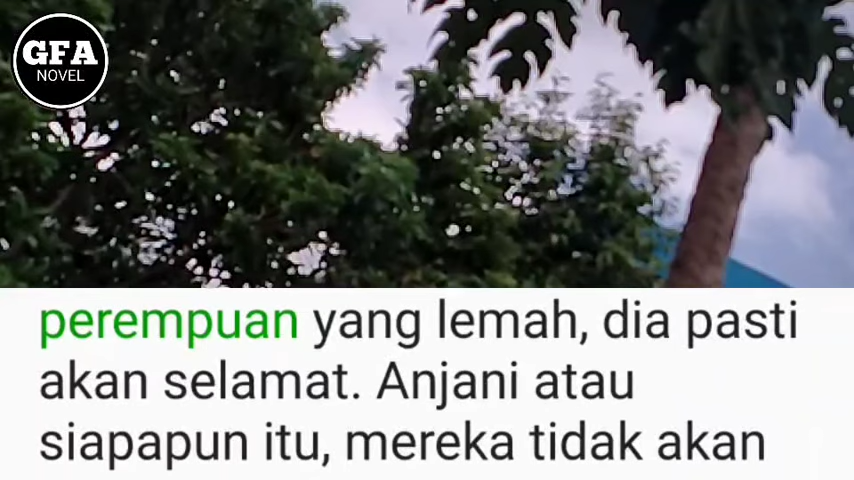 GFA
NOVEL
perempuan yang lemah, dia pasti
akan selamat. Anjani atau
siapapun itu, mereka tidak akan